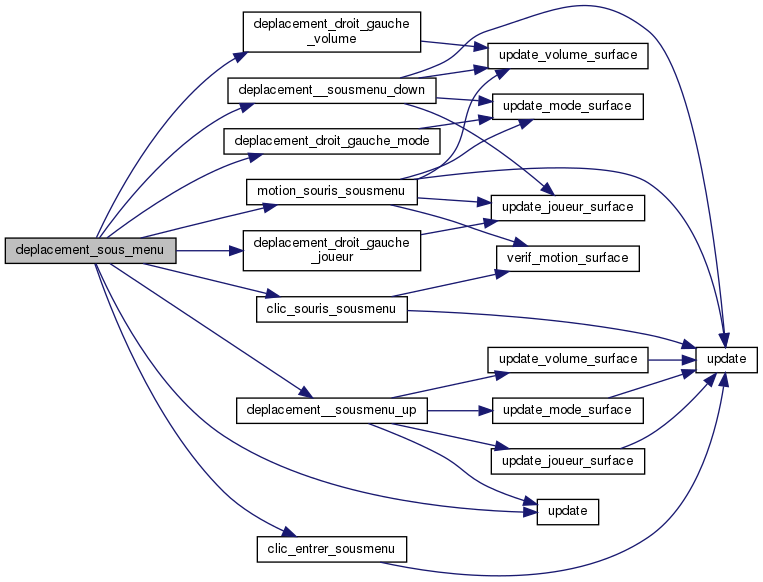 deplacement_droit_gauche
_volume
update_volume_surface
deplacement__sousmenu_down
update_mode_surface
deplacement_droit_gauche_mode
motion_souris_sousmenu
update_joueur_surface
deplacement_sous_menu
deplacement_droit_gauche
_joueur
verif_motion_surface
clic_souris_sousmenu
update_volume_surface
update
deplacement__sousmenu_up
update_mode_surface
update_joueur_surface
update
clic_entrer_sousmenu